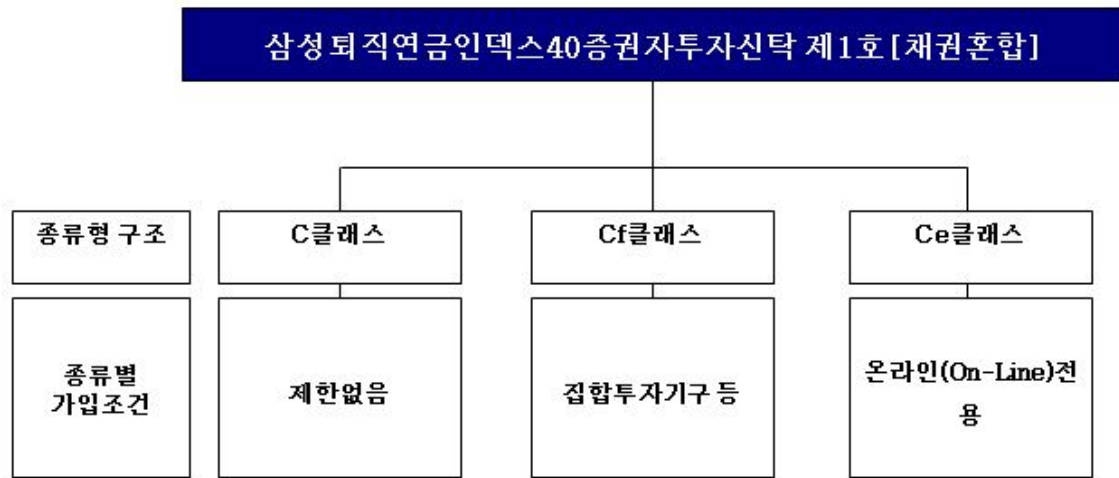 삼성퇴직연금인덱스40증권자투자신탁 제1호[채권혼합]
종류형 구조
C클래스
Cf클래스
Ce클래스
종류별
가입조건
제한없음
집합투자기구 등
온라인(On-Line)전
용